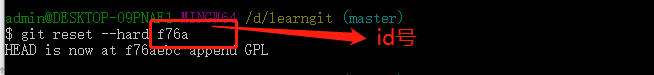 admin@DESKTOP-09PNAE1 MINGW64 /d/learngit (master)
$ git reset --hard f76a
id号
HEAD is now at f76aebc append GPL